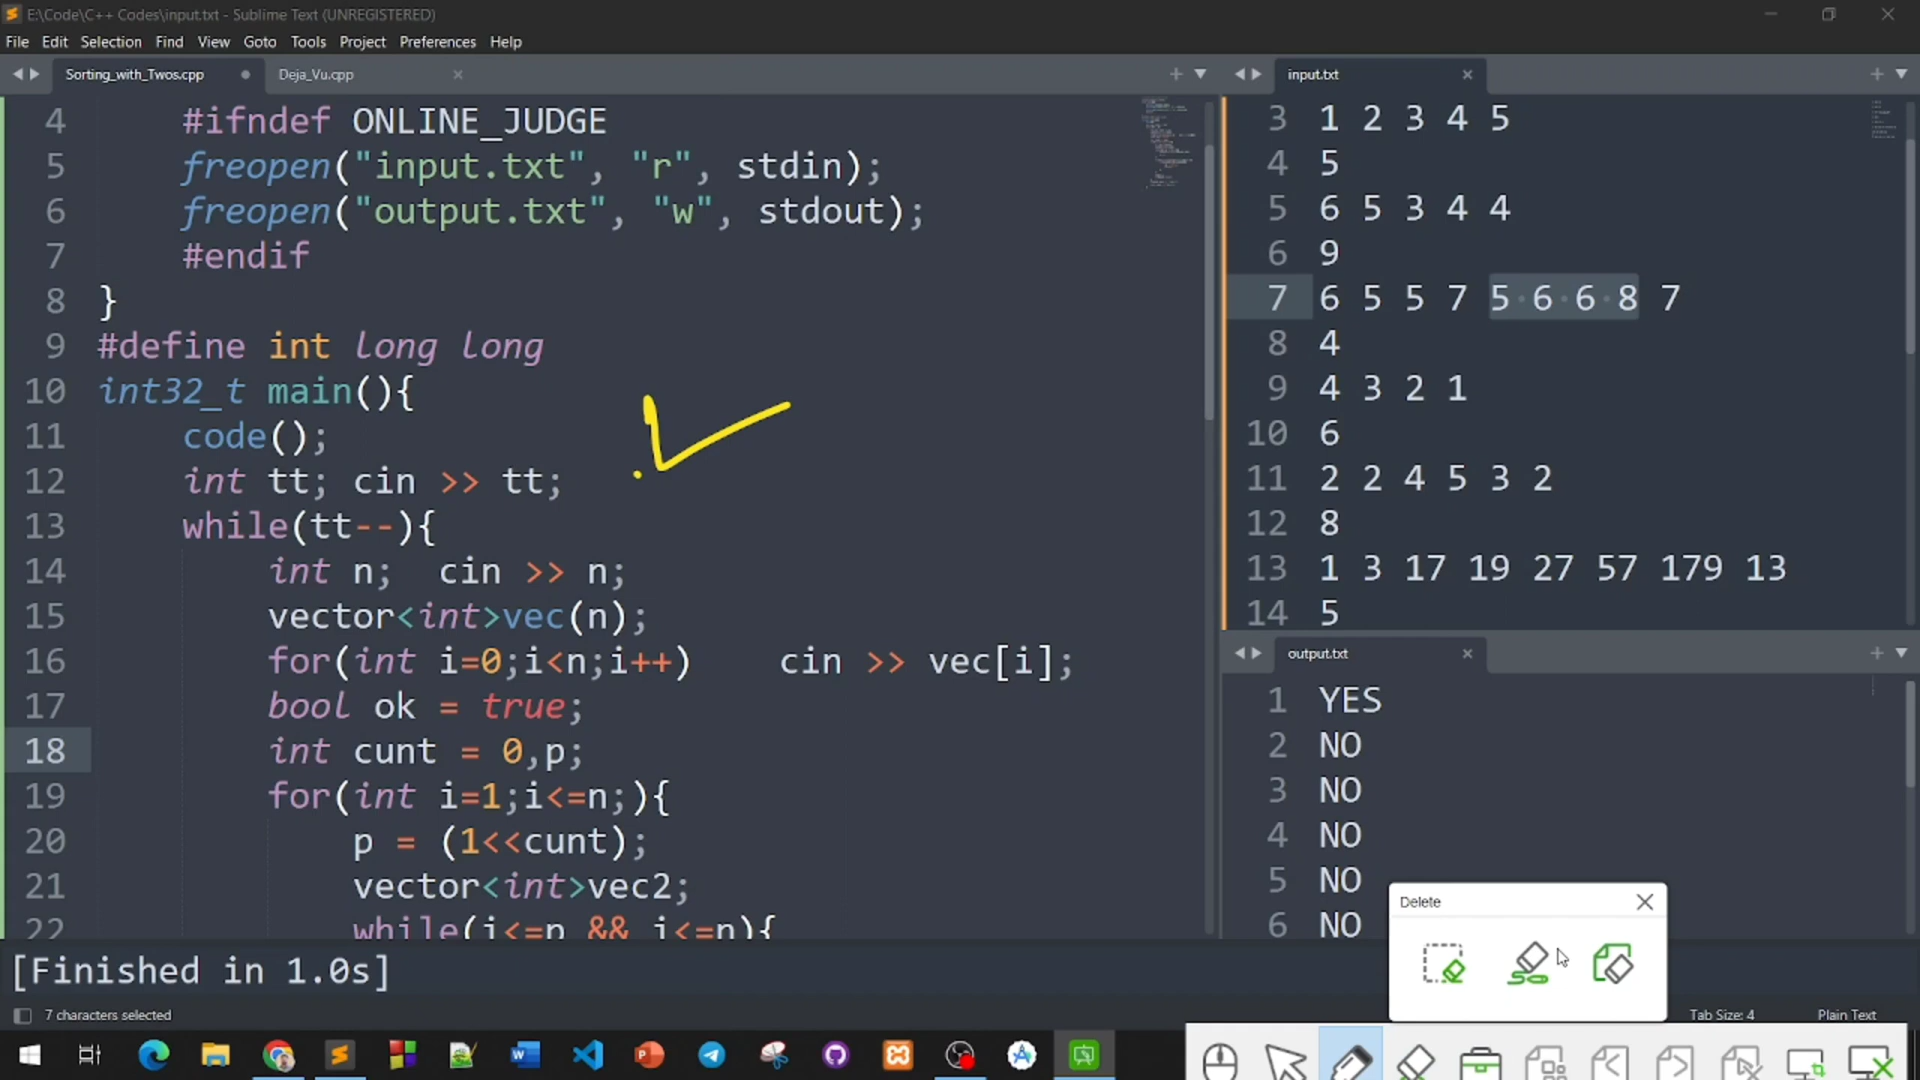 E:\Code\C++ Codes\input.txt - Sublime Text (UNREGISTERED)
File Edit Selection Find View Goto Tools Project Preferences Help
Sorting_with_Twos.cpp Deja_Vu.cpp
4 #ifndef ONLINE_JUDGE
5 freopen("input.txt", "r", stdin);
6 freopen("output.txt", "w", stdout);
7 #endif
8 }
9 #define int long long
10 int32_t main(){
11 code();
12 int tt; cin >> tt;
13 while(tt--){
14 int n; cin >> n;
15 vector<int>vec(n);
16 for(int i=0;i<n;i++) cin >> vec[i];
17 bool ok = true;
18 int cunt = 0,p;
19 for(int i=1;i<=n;){
20 p = (1<<cunt);
21 vector<int>vec2;
22 while(i<=p && i<=n){
input.txt
3 1 2 3 4 5
4 5
5 6 5 3 4 4
6 9
7 6 5 5 7 5 6 6 8 7
8 4
9 4 3 2 1
10 6
11 2 2 4 5 3 2
12 8
13 1 3 17 19 27 57 179 13
14 5
output.txt
1 YES
2 NO
3 NO
4 NO
5 NO
6 NO
Delete
[Finished in 1.0s]
7 characters selected
Tab Size: 4 Plain Text